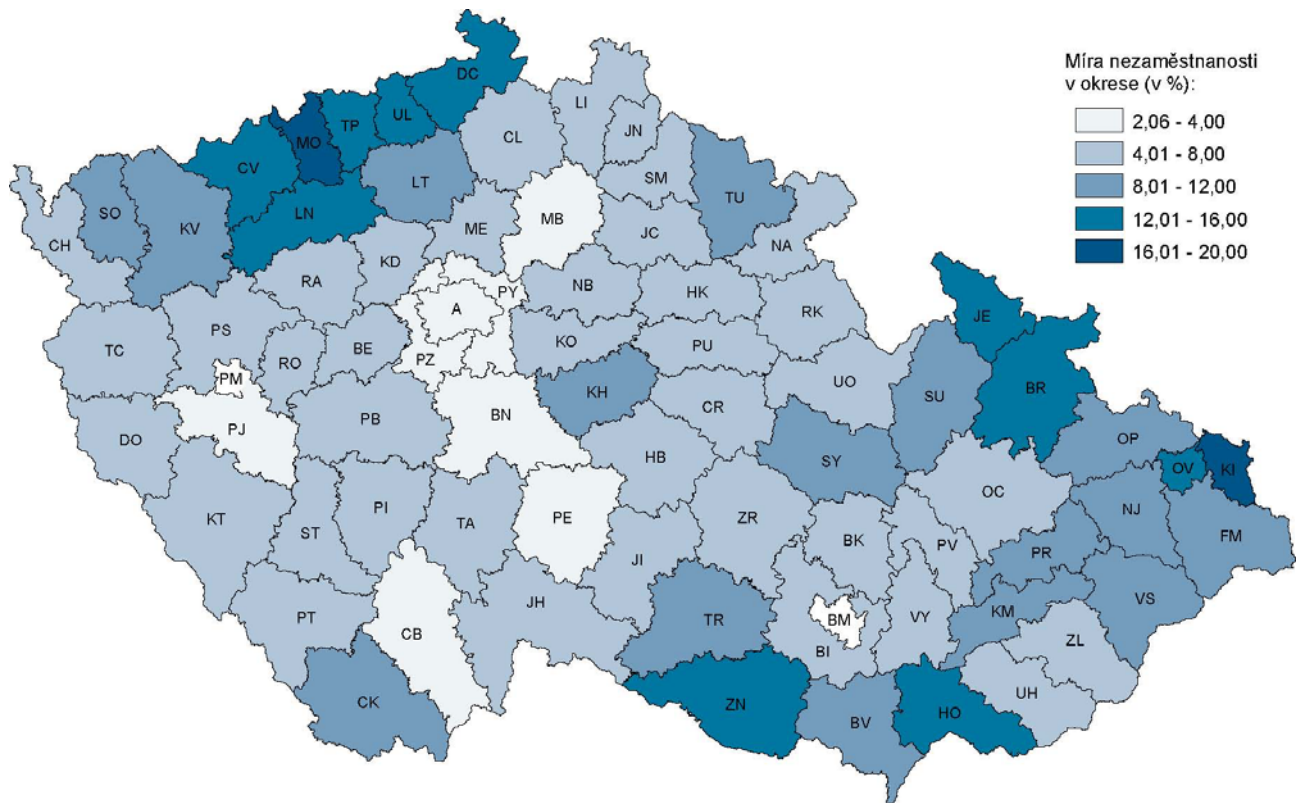 Míra nezaměstnanosti
v okrese (v %):
2,06 - 4,00
4,01 - 8,00
8,01 - 12,00
12,01 - 16,00
16,01 - 20,00
DC
LI
UL
TP
MO
JN
CL
CV
LT
SM
TU
LN
SO
KV
MB
ME
JC
CH
NA
KD
RA
PY
NB
HK
A
RK
JE
PS
KO
PU
TC
RO
BE
PZ
UO
PM
KH
BR
SU
CR
BN
PJ
PB
DO
OP
HB
SY
OV
KI
OC
NJ
KT
ST
PI
TA
PE
ZR
BK
PV
FM
PR
JI
VS
JH
PT
CB
TR
BM
VY
KM
ZL
BI
UH
CK
ZN
BV
HO